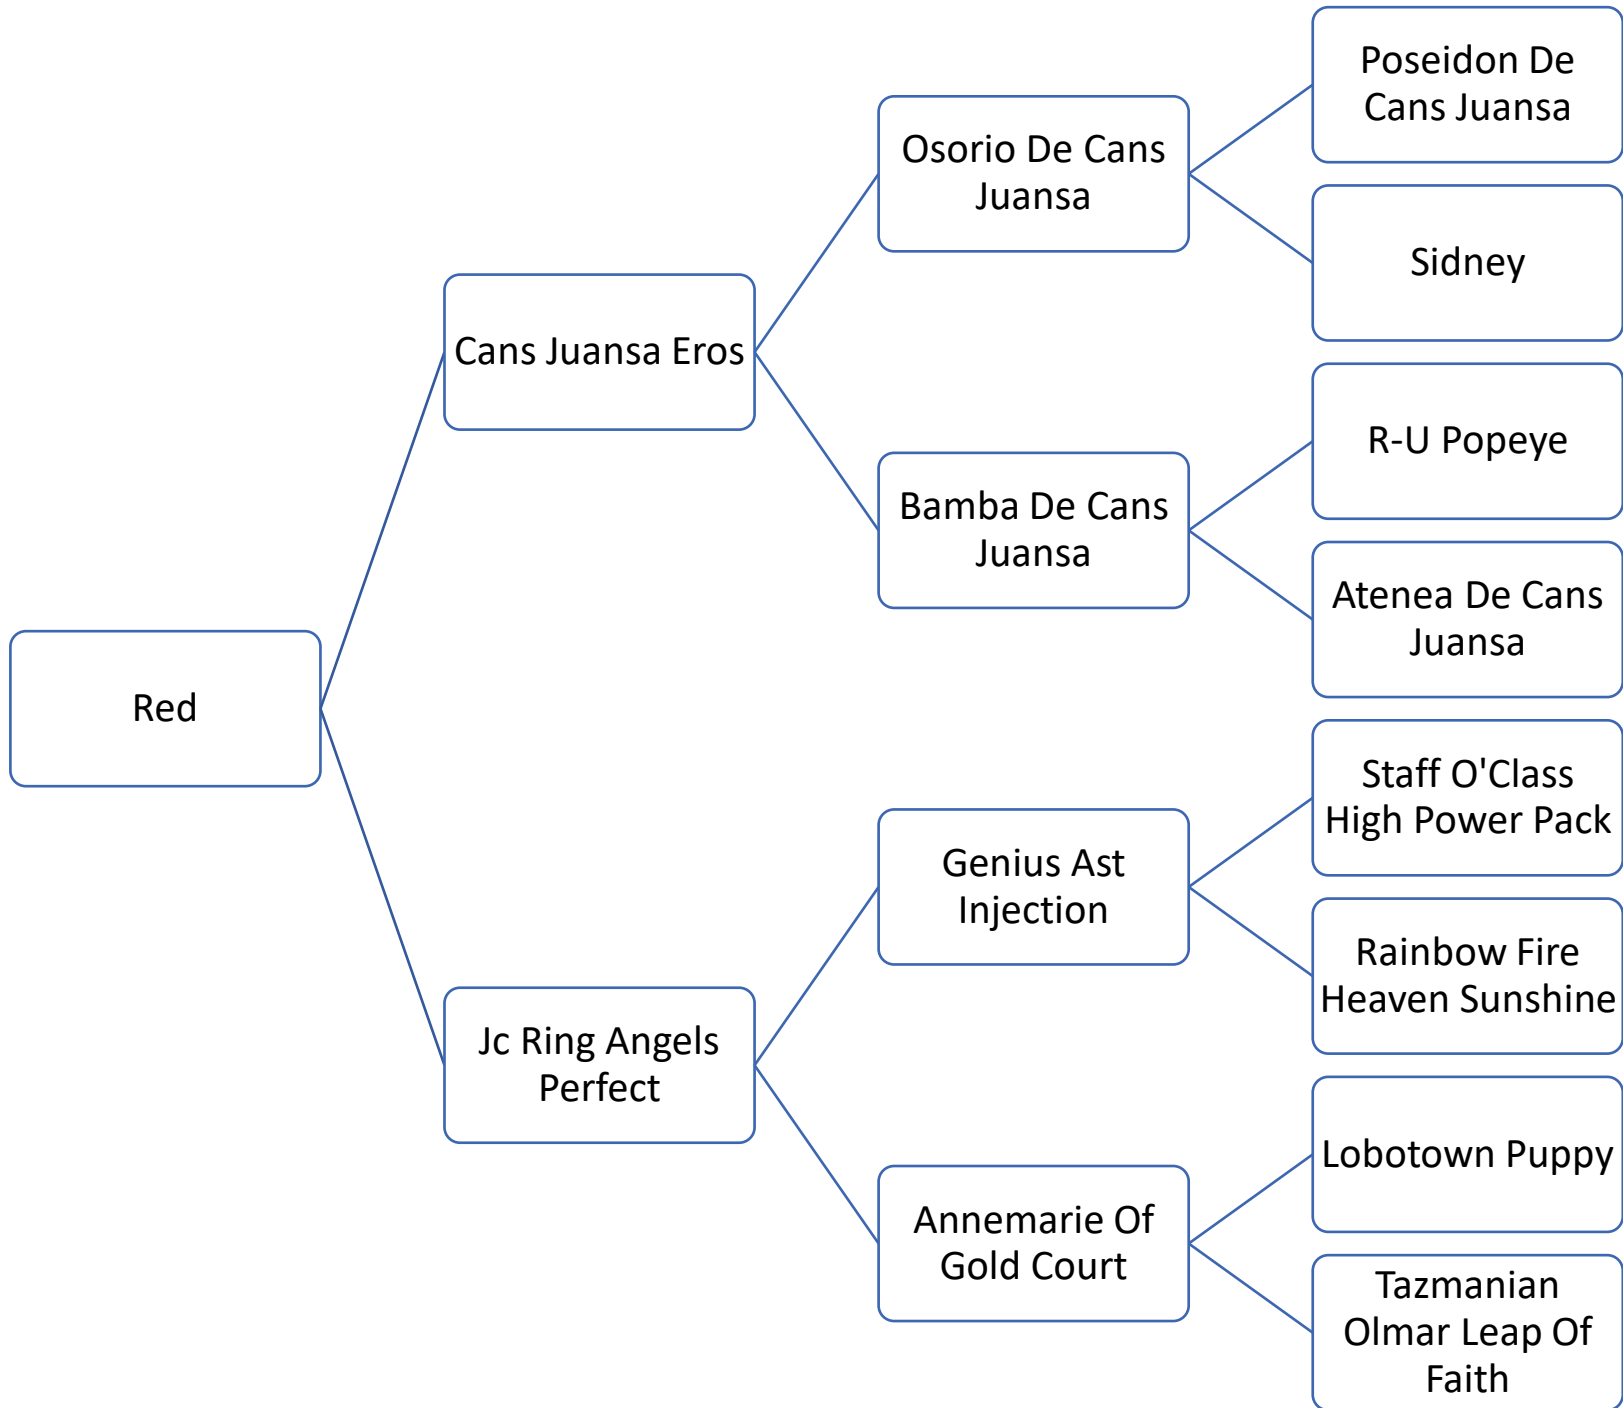 Red
Cans Juansa Eros
Jc Ring Angels
Perfect
Osorio De Cans
Juansa
Bamba De Cans
Juansa
Genius Ast
Injection
Annemarie Of
Gold Court
Poseidon De
Cans Juansa
Sidney
R-U Popeye
Atenea De Cans
Juansa
Staff O'Class
High Power Pack
Rainbow Fire
Heaven Sunshine
Lobotown Puppy
Tazmanian
Olmar Leap Of
Faith